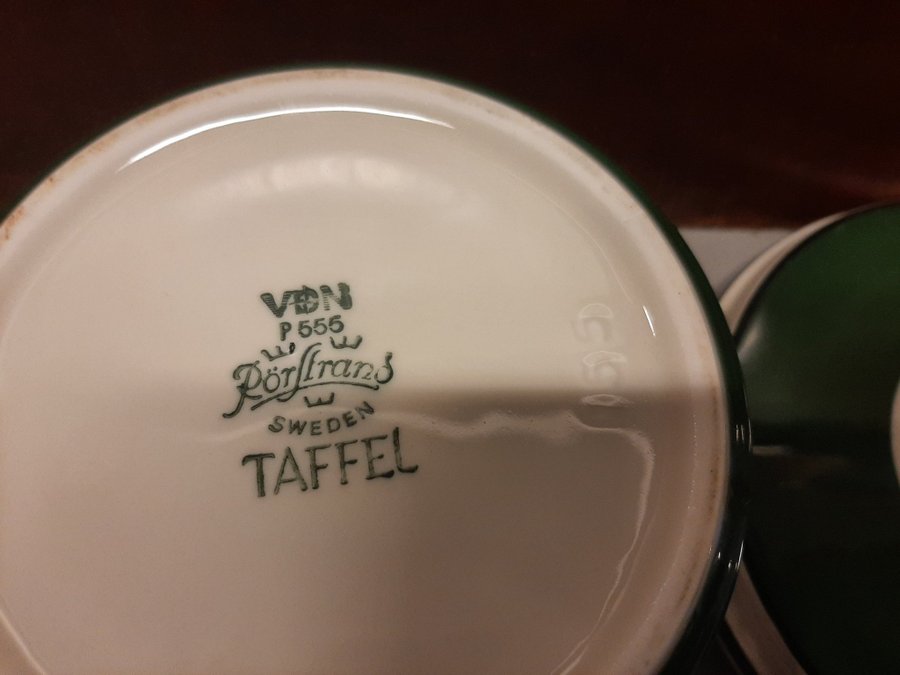 VDN
P 555
Rörstrand
SWEDEN
TAFFEL